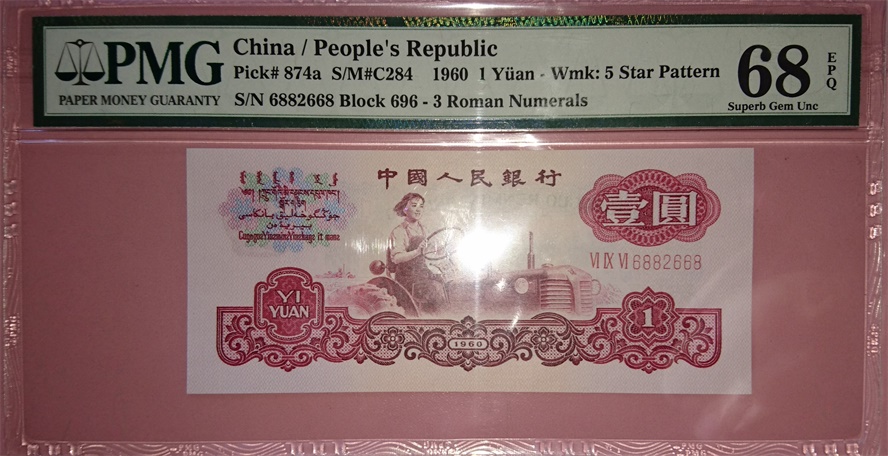 PMG
PAPER MONEY GUARANTY
China / People's Republic
Pick# 874a S/M#C284 1960 1 Yüan - Wmk: 5 Star Pattern
S/N 6882668 Block 696 - 3 Roman Numerals
68
EPQ
Superb Gem Unc
中國人民銀行
壹圓
VI IX VI 6882668
YI
YUAN
1960
1